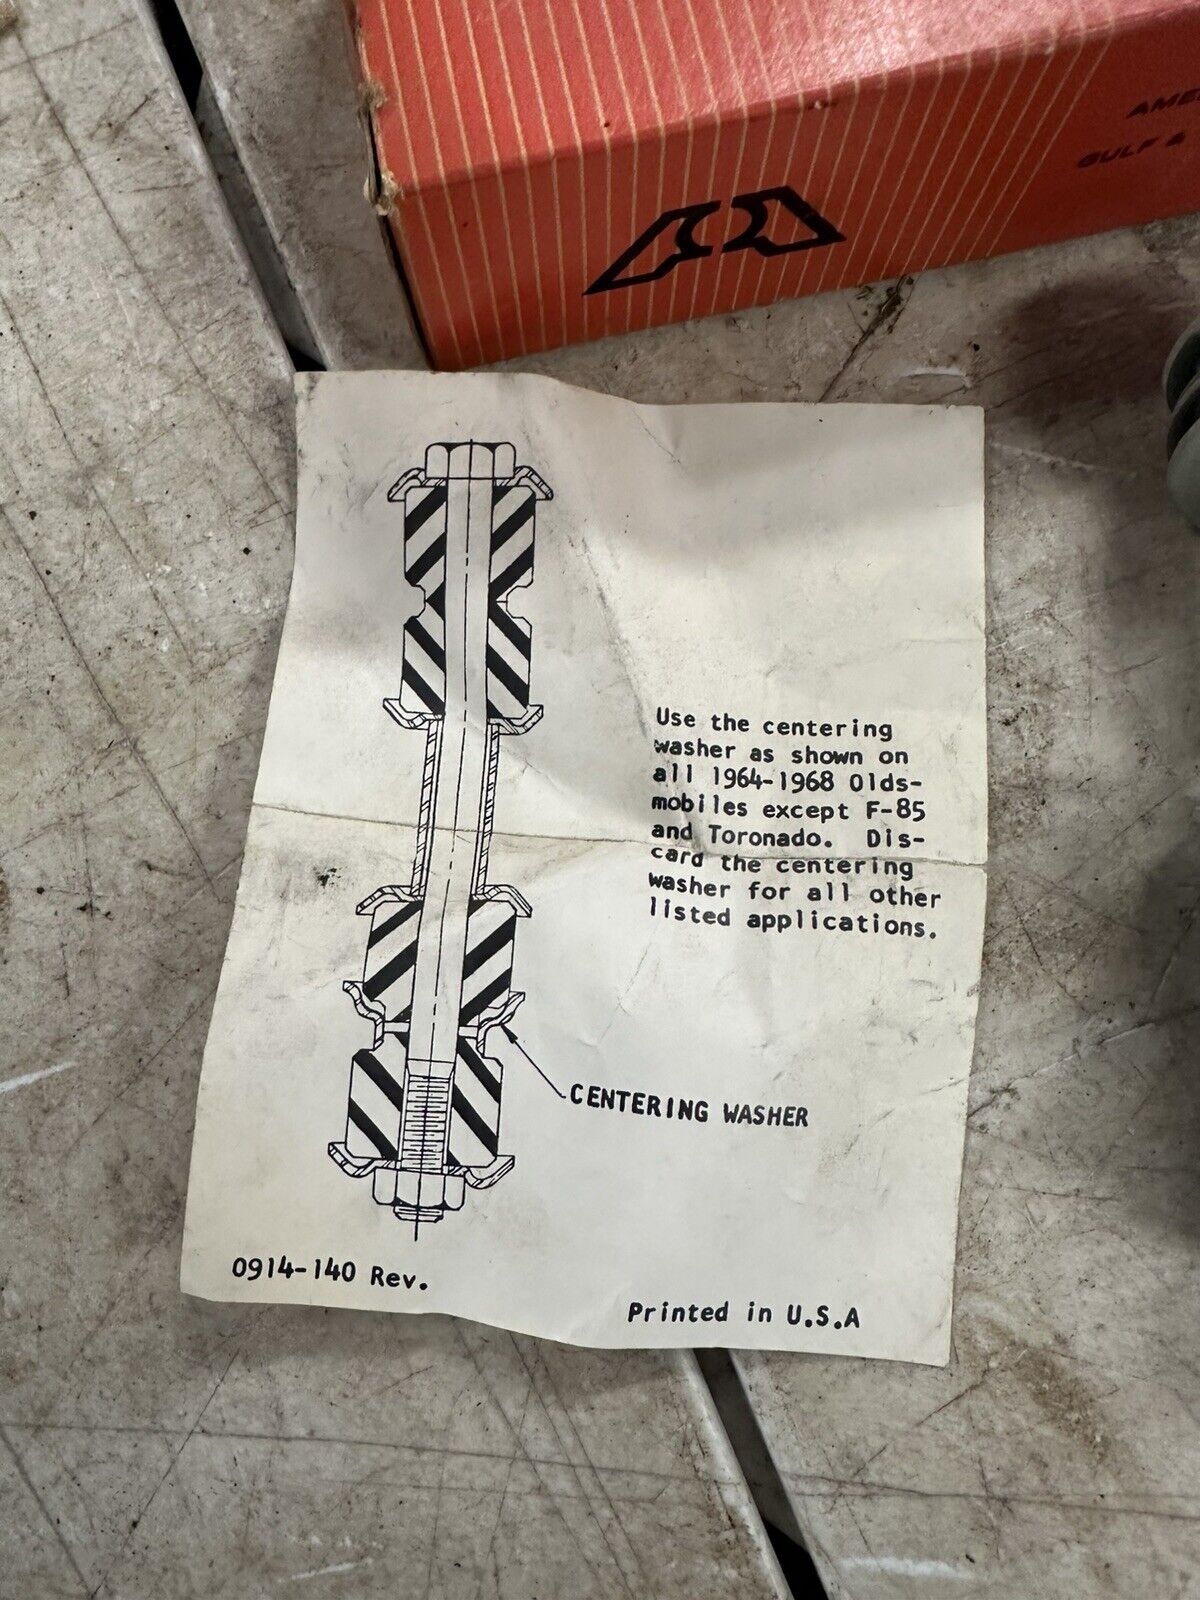 GULF &
Use the centering
washer as shown on
all 1964-1968 Olds-
mobiles except F-85
and Toronado. Dis-
card the centering
washer for all other
listed applications.
CENTERING WASHER
0914-140 Rev.
Printed in U.S.A